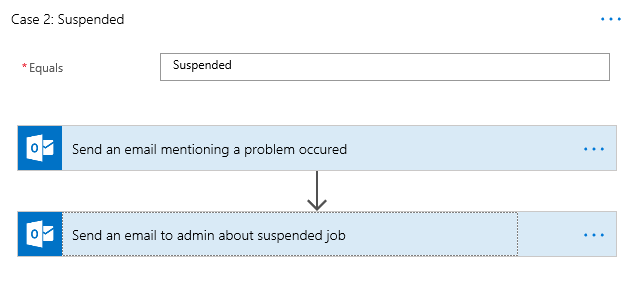 Case 2: Suspended
*Equals
Suspended
Send an email mentioning a problem occured
Send an email to admin about suspended job